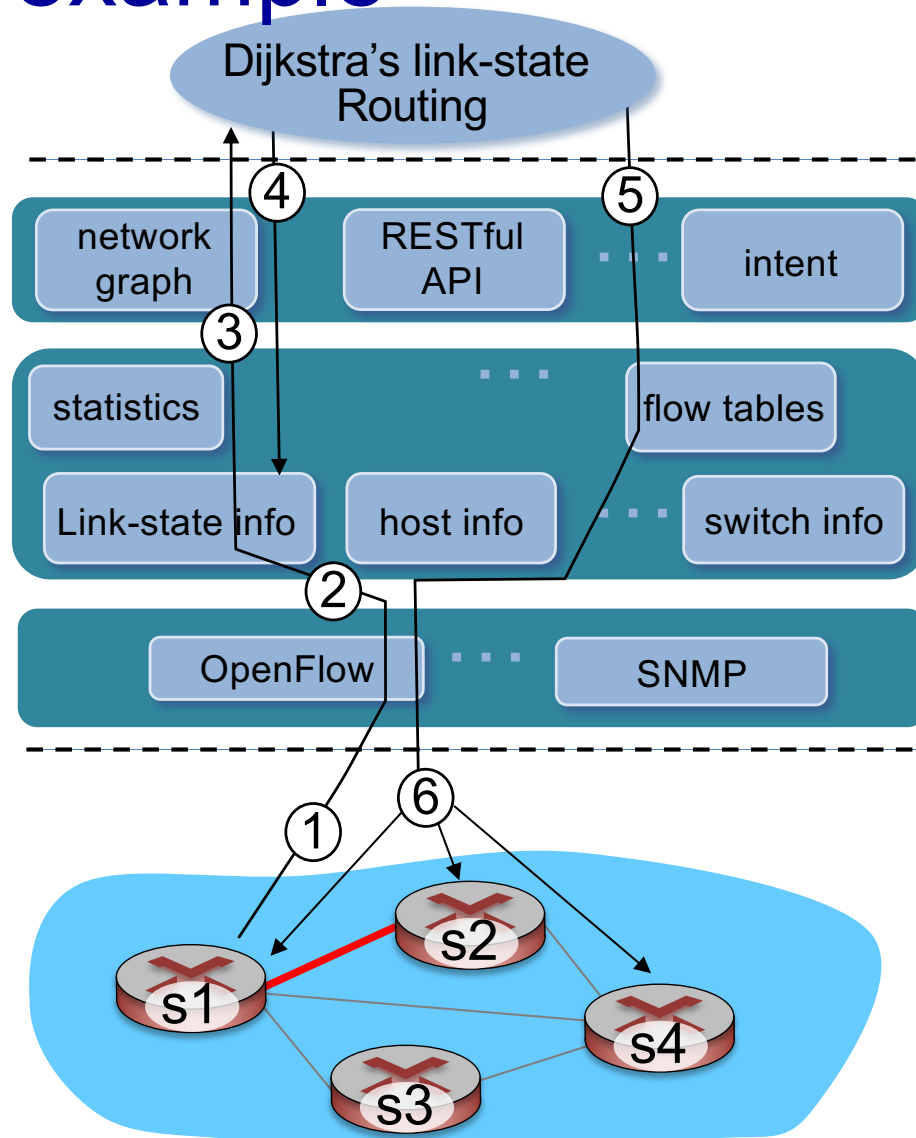 example
Dijkstra's link-state
Routing
4
5
network
graph
RESTful
API
intent
3
statistics
flow tables
Link-state info
host info
switch info
2
OpenFlow
SNMP
1
6
s2
s1
s4
s3